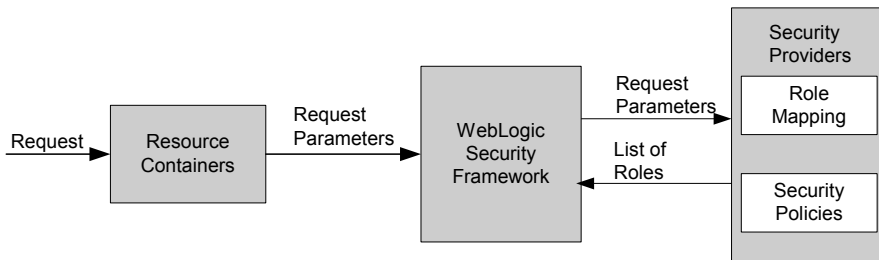 Request
Resource
Containers
Request
Parameters
WebLogic
Security
Framework
Request
Parameters
List of
Roles
Security
Providers
Role
Mapping
Security
Policies